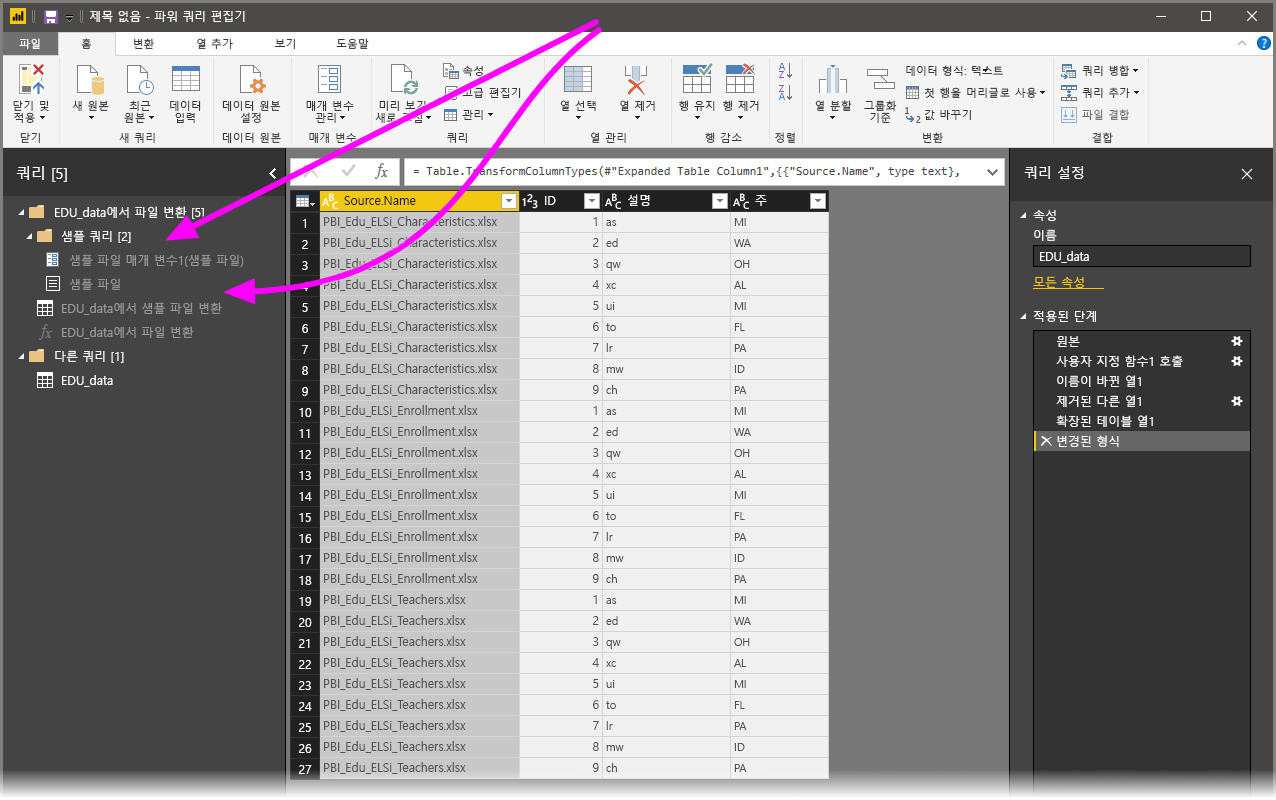 제목 없음 - 파워 쿼리 편집기
파일 홈 변환 열 추가 보기 도움말
닫기 및 적용
닫기
새 원본
최근 원본
데이터 입력
새 쿼리
데이터 원본 설정
데이터 원본
매개 변수 관리
매개 변수
미리 보기
속성
고급 편집기
관리
쿼리
열 선택
열 제거
열 관리
행 유지
행 제거
행 감소
정렬
열 분할
그룹화 기준
데이터 형식: 텍스트
첫 행을 머리글로 사용
값 바꾸기
변환
쿼리 병합
쿼리 추가
파일 결합
결합
쿼리 [5]
EDU_data에서 파일 변환 [5]
샘플 쿼리 [2]
샘플 파일 매개 변수1(샘플 파일)
샘플 파일
EDU_data에서 샘플 파일 변환
fx EDU_data에서 파일 변환
다른 쿼리 [1]
EDU_data
fx = Table.TransformColumnTypes(#"Expanded Table Column1",{{"Source.Name", type text},
Source.Name ID 설명 주
1 PBI_Edu_ELSi_Characteristics.xlsx 1 as MI
2 PBI_Edu_ELSi_Characteristics.xlsx 2 ed WA
3 PBI_Edu_ELSi_Characteristics.xlsx 3 qw OH
4 PBI_Edu_ELSi_Characteristics.xlsx 4 xc AL
5 PBI_Edu_ELSi_Characteristics.xlsx 5 ui MI
6 PBI_Edu_ELSi_Characteristics.xlsx 6 to FL
7 PBI_Edu_ELSi_Characteristics.xlsx 7 lr PA
8 PBI_Edu_ELSi_Characteristics.xlsx 8 mw ID
9 PBI_Edu_ELSi_Characteristics.xlsx 9 ch PA
10 PBI_Edu_ELSi_Enrollment.xlsx 1 as MI
11 PBI_Edu_ELSi_Enrollment.xlsx 2 ed WA
12 PBI_Edu_ELSi_Enrollment.xlsx 3 qw OH
13 PBI_Edu_ELSi_Enrollment.xlsx 4 xc AL
14 PBI_Edu_ELSi_Enrollment.xlsx 5 ui MI
15 PBI_Edu_ELSi_Enrollment.xlsx 6 to FL
16 PBI_Edu_ELSi_Enrollment.xlsx 7 lr PA
17 PBI_Edu_ELSi_Enrollment.xlsx 8 mw ID
18 PBI_Edu_ELSi_Enrollment.xlsx 9 ch PA
19 PBI_Edu_ELSi_Teachers.xlsx 1 as MI
20 PBI_Edu_ELSi_Teachers.xlsx 2 ed WA
21 PBI_Edu_ELSi_Teachers.xlsx 3 qw OH
22 PBI_Edu_ELSi_Teachers.xlsx 4 xc AL
23 PBI_Edu_ELSi_Teachers.xlsx 5 ui MI
24 PBI_Edu_ELSi_Teachers.xlsx 6 to FL
25 PBI_Edu_ELSi_Teachers.xlsx 7 lr PA
26 PBI_Edu_ELSi_Teachers.xlsx 8 mw ID
27 PBI_Edu_ELSi_Teachers.xlsx 9 ch PA
쿼리 설정
속성
이름
EDU_data
모든 속성
적용된 단계
원본
사용자 지정 함수1 호출
이름이 바뀐 열1
제거된 다른 열1
확장된 테이블 열1
변경된 형식